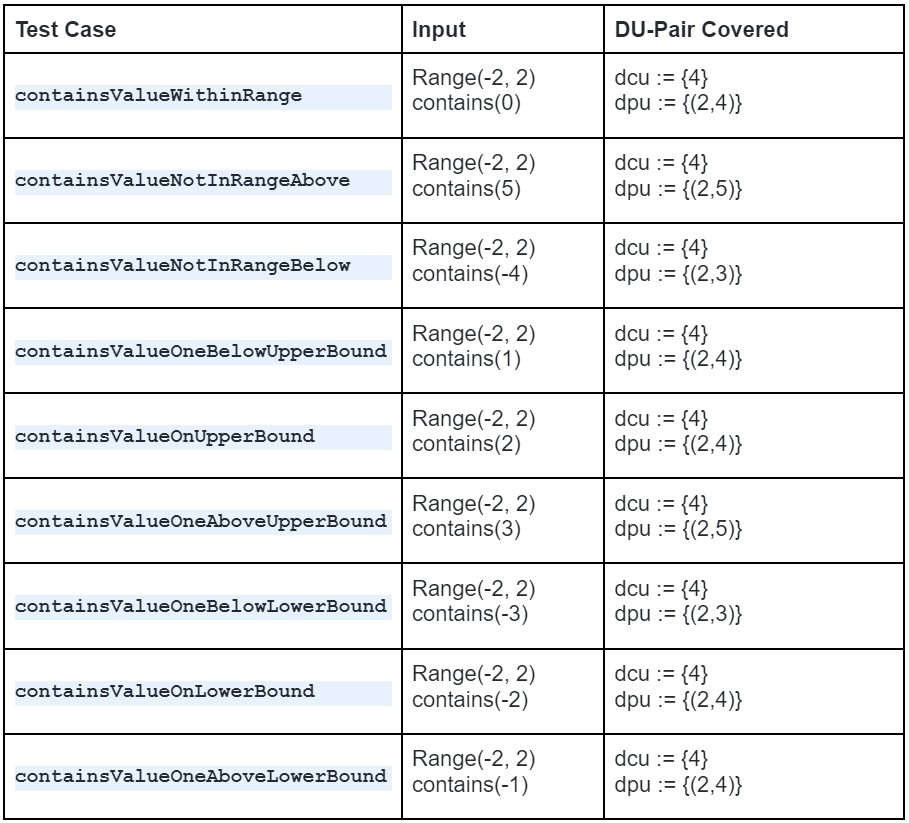 Test Case Input DU-Pair Covered
containsValueWithinRange
Range(-2, 2)
contains(0)
dcu := {4}
dpu := {(2,4)}
containsValueNotInRangeAbove
Range(-2, 2)
contains(5)
dcu := {4}
dpu := {(2,5)}
containsValueNotInRangeBelow
Range(-2, 2)
contains(-4)
dcu := {4}
dpu := {(2,3)}
containsValueOneBelowUpperBound
Range(-2, 2)
contains(1)
dcu := {4}
dpu := {(2,4)}
containsValueOnUpperBound
Range(-2, 2)
contains(2)
dcu := {4}
dpu := {(2,4)}
containsValueOneAboveUpperBound
Range(-2, 2)
contains(3)
dcu := {4}
dpu := {(2,5)}
containsValueOneBelowLowerBound
Range(-2, 2)
contains(-3)
dcu := {4}
dpu := {(2,3)}
containsValueOnLowerBound
Range(-2, 2)
contains(-2)
dcu := {4}
dpu := {(2,4)}
containsValueOneAboveLowerBound
Range(-2, 2)
contains(-1)
dcu := {4}
dpu := {(2,4)}